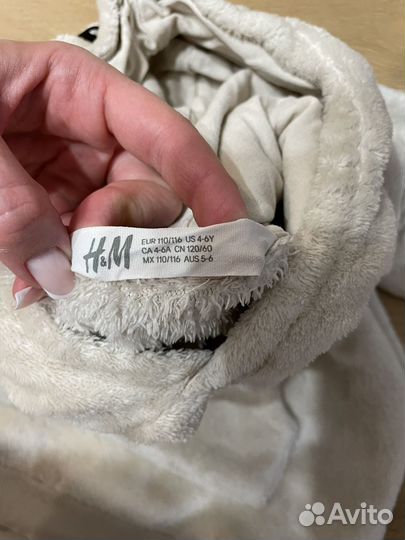 H&M
EUR 110/116 US 4-6Y
CA 4-6A CN 120/60
MX 110/116 AUS 5-6
Avito